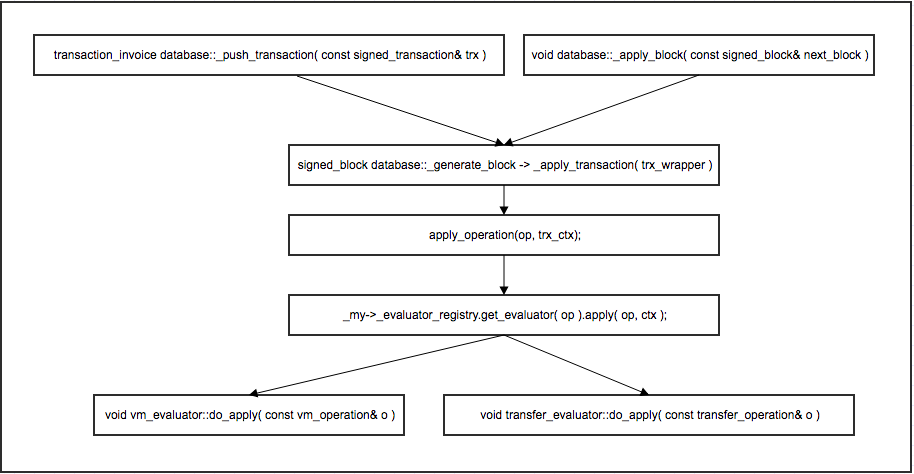 transaction_invoice database::_push_transaction( const signed_transaction& trx )
void database::_apply_block( const signed_block& next_block )
signed_block database::_generate_block -> _apply_transaction( trx_wrapper )
apply_operation(op, trx_ctx);
_my->_evaluator_registry.get_evaluator( op ).apply( op, ctx );
void vm_evaluator::do_apply( const vm_operation& o )
void transfer_evaluator::do_apply( const transfer_operation& o )